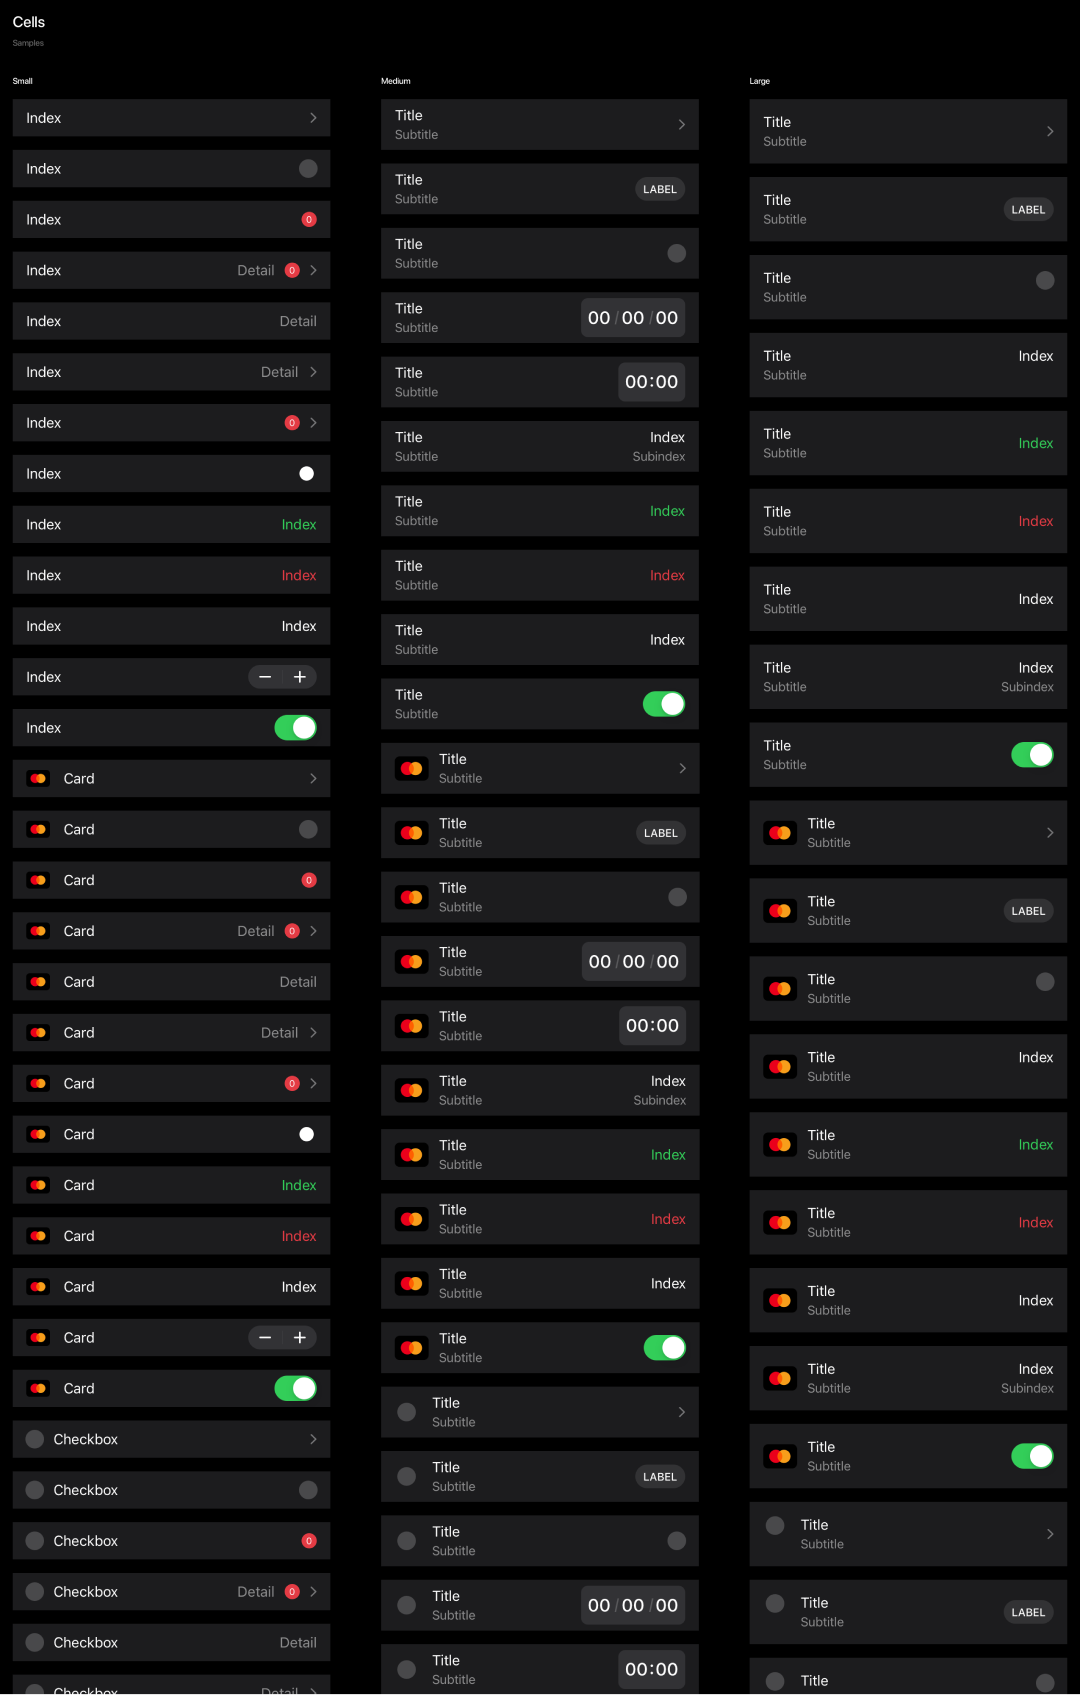 Cells
Samples
Small
Index
Index
Index 0
Index Detail 0
Index Detail
Index Detail
Index 0
Index
Index Index
Index Index
Index Index
Index − +
Index
Card
Card
Card 0
Card Detail 0
Card Detail
Card Detail
Card 0
Card
Card Index
Card Index
Card Index
Card − +
Card
Checkbox
Checkbox
Checkbox 0
Checkbox Detail 0
Checkbox Detail
Checkbox Detail
Medium
Title
Subtitle
Title
Subtitle
LABEL
Title
Subtitle
Title
Subtitle
00 / 00 / 00
Title
Subtitle
00:00
Title Index
Subtitle Subindex
Title
Subtitle
Index
Title
Subtitle
Index
Title
Subtitle
Index
Title
Subtitle
Title
Subtitle
Title
Subtitle
LABEL
Title
Subtitle
Title
Subtitle
00 / 00 / 00
Title
Subtitle
00:00
Title Index
Subtitle Subindex
Title
Subtitle
Index
Title
Subtitle
Index
Title
Subtitle
Index
Title
Subtitle
Title
Subtitle
Title
Subtitle
LABEL
Title
Subtitle
Title
Subtitle
00 / 00 / 00
Title
Subtitle
00:00
Large
Title
Subtitle
Title
Subtitle
LABEL
Title
Subtitle
Title Index
Subtitle
Title
Subtitle
Index
Title
Subtitle
Index
Title
Subtitle
Index
Title Index
Subtitle Subindex
Title
Subtitle
Title
Subtitle
Title
Subtitle
LABEL
Title
Subtitle
Title Index
Subtitle
Title
Subtitle
Index
Title
Subtitle
Index
Title
Subtitle
Index
Title Index
Subtitle Subindex
Title
Subtitle
Title
Subtitle
Title
Subtitle
LABEL
Title